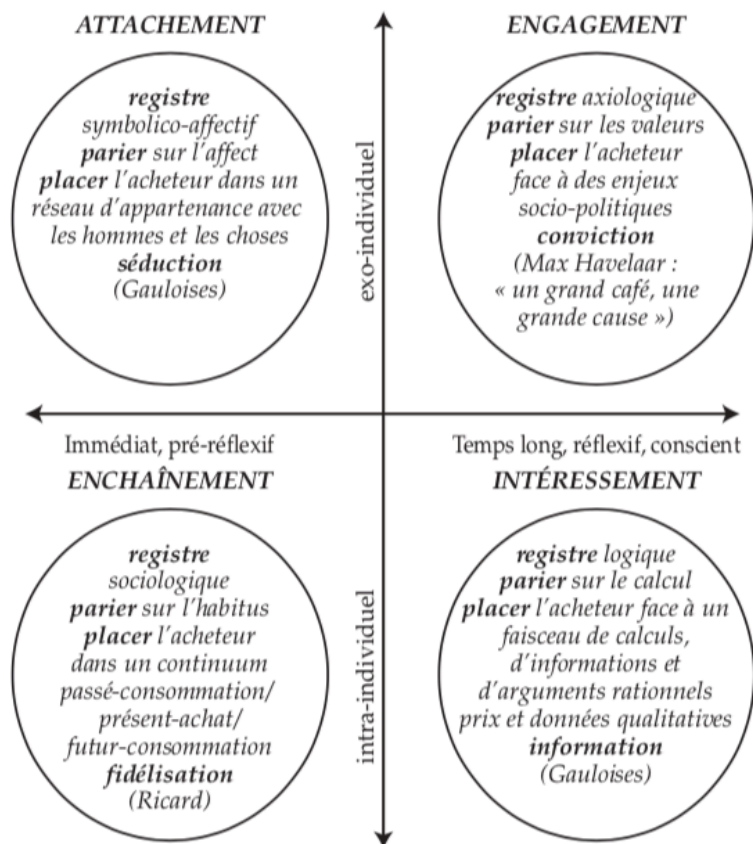 ATTACHEMENT
registre
symbolico-affectif
parier sur l'affect
placer l'acheteur dans un
réseau d'appartenance avec
les hommes et les choses
séduction
(Gauloises)
ENGAGEMENT
registre axiologique
parier sur les valeurs
placer l'acheteur
face à des enjeux
socio-politiques
conviction
(Max Havelaar :
« un grand café, une
grande cause »)
exo-individuel
Immédiat, pré-réflexif
Temps long, réflexif, conscient
ENCHAÎNEMENT
registre
sociologique
parier sur l'habitus
placer l'acheteur
dans un continuum
passé-consommation/
présent-achat/
futur-consommation
fidélisation
(Ricard)
INTÉRESSEMENT
registre logique
parier sur le calcul
placer l'acheteur face à un
faisceau de calculs,
d'informations et
d'arguments rationnels
prix et données qualitatives
information
(Gauloises)
intra-individuel